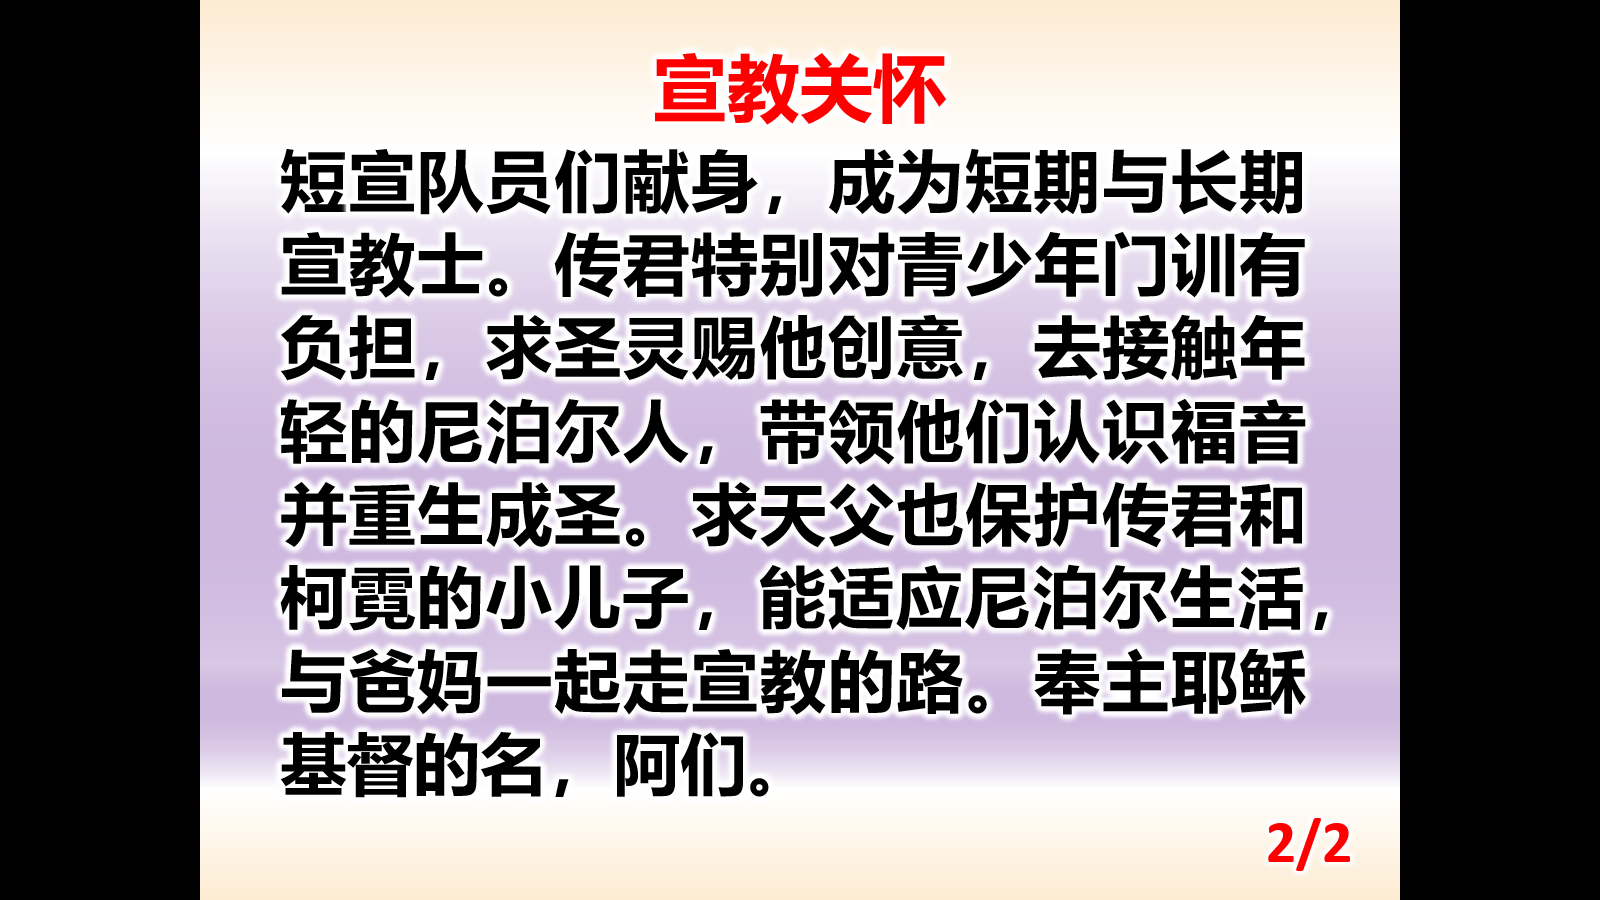 宣教关怀
短宣队员们献身，成为短期与长期
宣教士。传君特别对青少年门训有
负担，求圣灵赐他创意，去接触年
轻的尼泊尔人，带领他们认识福音
并重生成圣。求天父也保护传君和
柯霓的小儿子，能适应尼泊尔生活，
与爸妈一起走宣教的路。奉主耶稣
基督的名，阿们。
2/2